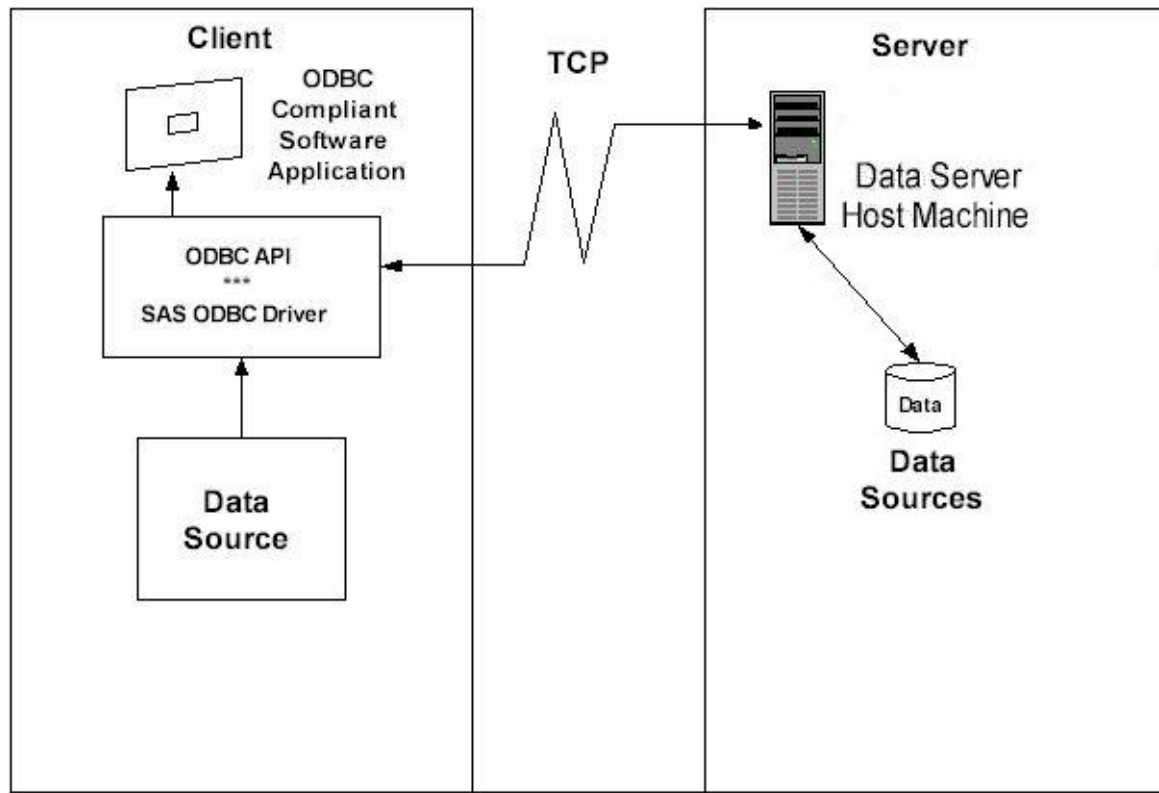 Client
ODBC
Compliant
Software
Application
ODBC API
***
SAS ODBC Driver
Data
Source
TCP
Server
Data Server
Host Machine
Data
Data
Sources